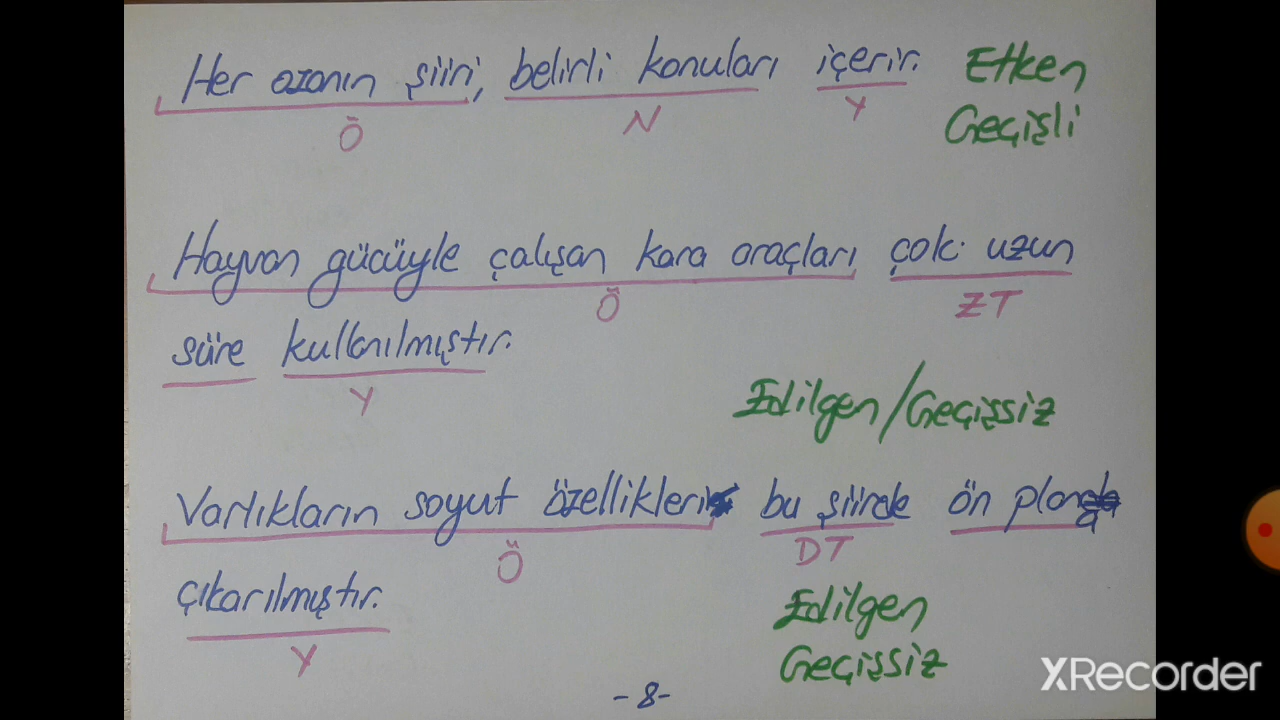 Her ozanın şiiri, belirli konuları içerir. Etken
Ö N Y Geçişli
Hayvan gücüyle çalışan kara araçları çok uzun
Ö ZT
süre kullanılmıştır.
Y Edilgen/Geçişsiz
Varlıkların soyut özellikleri bu şiirde ön plana
Ö DT
çıkarılmıştır. Edilgen
Y Geçişsiz
-8-
XRecorder